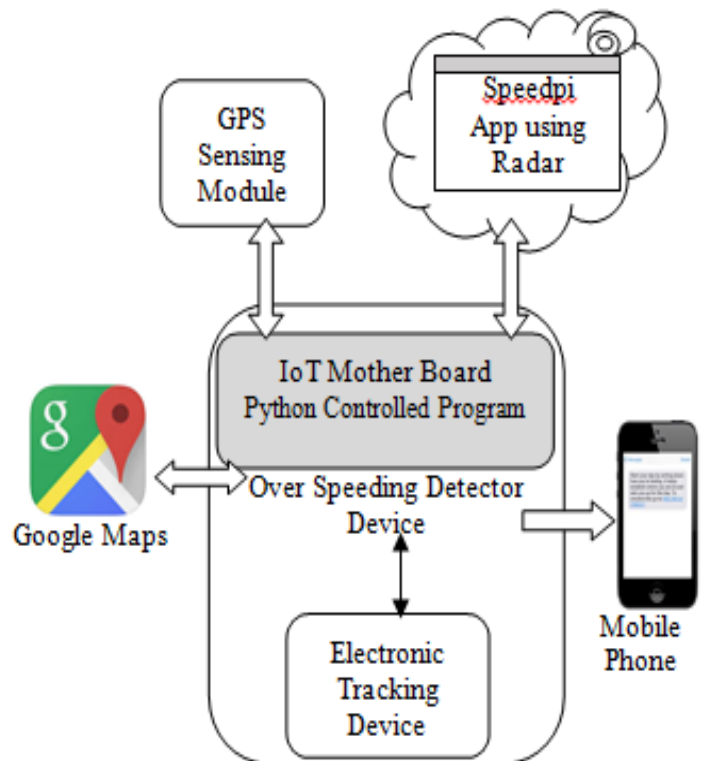 GPS
Sensing
Module
Speedpi
App using
Radar
IoT Mother Board
Python Controlled Program
Over Speeding Detector
Device
g
Google Maps
Electronic
Tracking
Device
Mobile
Phone